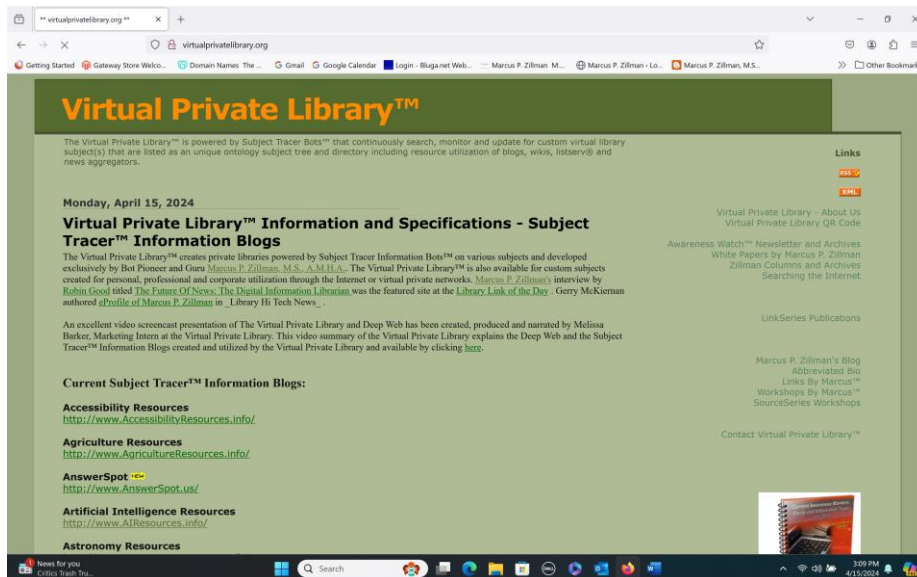 ** virtualprivatelibrary.org **
virtualprivatelibrary.org
Getting Started
Gateway Store Welco...
Domain Names The ...
Gmail
Google Calendar
Login - Bluga.net Web...
Marcus P. Zillman M...
Marcus P. Zillman › Lo...
Marcus P. Zillman, M.S...
Other Bookmark
Virtual Private Library™
The Virtual Private Library™ is powered by Subject Tracer Bots™ that continuously search, monitor and update for custom virtual library
subject(s) that are listed as an unique ontology subject tree and directory including resource utilization of blogs, wikis, listserv® and
news aggregators.
Monday, April 15, 2024
Virtual Private Library™ Information and Specifications - Subject
Tracer™ Information Blogs
The Virtual Private Library™ creates private libraries powered by Subject Tracer Information Bots™ on various subjects and developed
exclusively by Bot Pioneer and Guru Marcus P. Zillman, M.S., A.M.H.A.. The Virtual Private Library™ is also available for custom subjects
created for personal, professional and corporate utilization through internet or virtual private networks. Marcus P. Zillman's interview by
Robin Good titled The Future Of News: The Digital Information Librarian was the featured site at the Library Link of the Day . Gerry McKiernan
authored eProfile of Marcus P. Zillman in _Library Hi Tech News_ .
An excellent video screencast presentation of The Virtual Private Library and Deep Web has been created, produced and narrated by Melissa
Barker, Marketing Intern at the Virtual Private Library. This video summary of the Virtual Private Library explains the Deep Web and the Subject
Tracer™ Information Blogs created and utilized by the Virtual Private Library and available by clicking here.
Current Subject Tracer™ Information Blogs:
Accessibility Resources
http://www.AccessibilityResources.info/
Agriculture Resources
http://www.AgricultureResources.info/
AnswerSpot NEW
http://www.AnswerSpot.us/
Artificial Intelligence Resources
http://www.AIResources.info/
Astronomy Resources
Links
RSS
XML
Virtual Private Library - About Us
Virtual Private Library QR Code
Awareness Watch™ Newsletter and Archives
White Papers by Marcus P. Zillman
Zillman Columns and Archives
Searching the Internet
LinkSeries Publications
Marcus P. Zillman's Blog
Abbreviated Bio
Links By Marcus™
Workshops By Marcus™
SourceSeries Workshops
Contact Virtual Private Library™
1
News for you
Critics Trash Tru...
Search
3:09 PM
4/15/2024